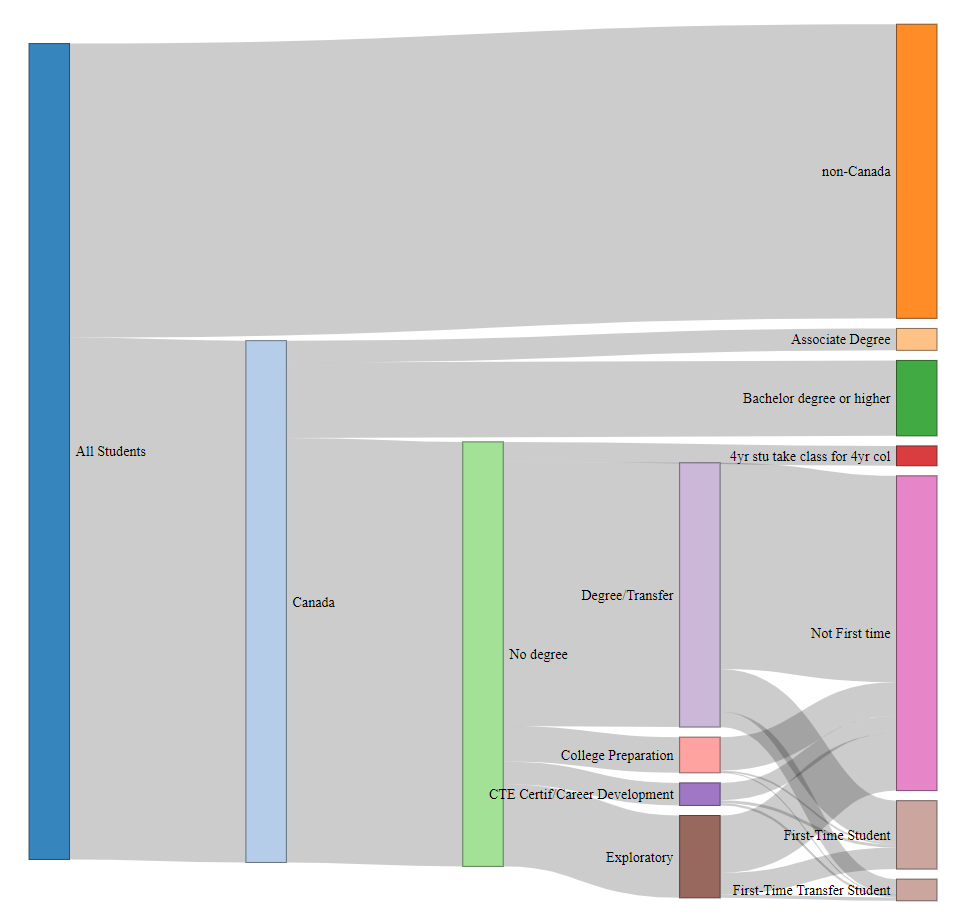 non-Canada
Associate Degree
Bachelor degree or higher
All Students
4yr stu take class for 4yr col
Degree/Transfer
Canada
Not First time
No degree
College Preparation
CTE Certif/Career Development
First-Time Student
Exploratory
First-Time Transfer Student